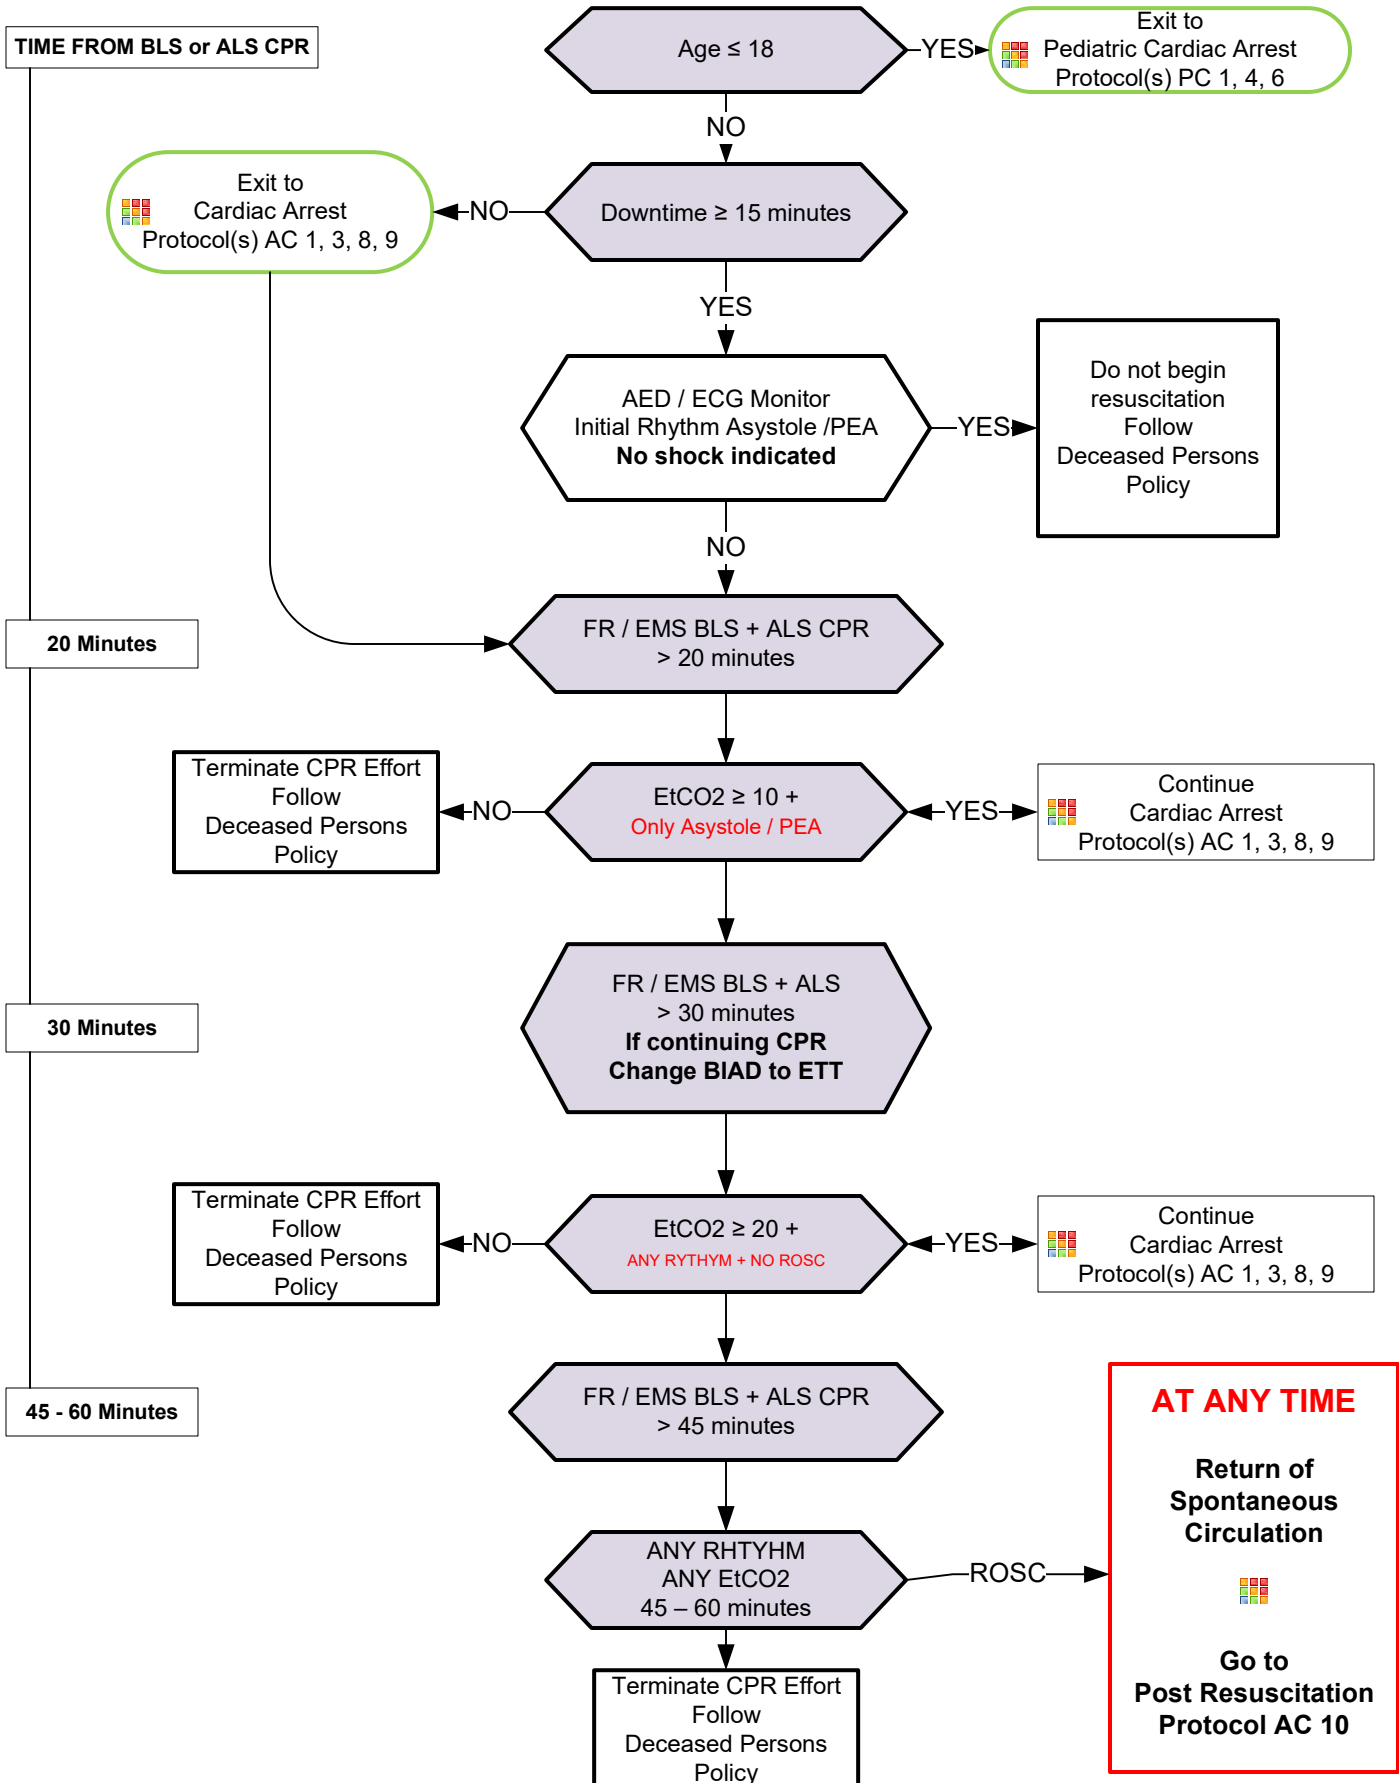 TIME FROM BLS or ALS CPR
Age ≤ 18
YES
Exit to
Pediatric Cardiac Arrest
Protocol(s) PC 1, 4, 6
NO
Exit to
Cardiac Arrest
Protocol(s) AC 1, 3, 8, 9
NO
Downtime ≥ 15 minutes
YES
AED / ECG Monitor
Initial Rhythm Asystole /PEA
No shock indicated
YES
Do not begin
resuscitation
Follow
Deceased Persons
Policy
NO
20 Minutes
FR / EMS BLS + ALS CPR
> 20 minutes
Terminate CPR Effort
Follow
Deceased Persons
Policy
NO
EtCO2 ≥ 10 +
Only Asystole / PEA
YES
Continue
Cardiac Arrest
Protocol(s) AC 1, 3, 8, 9
30 Minutes
FR / EMS BLS + ALS
> 30 minutes
If continuing CPR
Change BIAD to ETT
Terminate CPR Effort
Follow
Deceased Persons
Policy
NO
EtCO2 ≥ 20 +
ANY RYTHYM + NO ROSC
YES
Continue
Cardiac Arrest
Protocol(s) AC 1, 3, 8, 9
45 - 60 Minutes
FR / EMS BLS + ALS CPR
> 45 minutes
ANY RHTYHM
ANY EtCO2
45 – 60 minutes
ROSC
AT ANY TIME
Return of
Spontaneous
Circulation
Go to
Post Resuscitation
Protocol AC 10
Terminate CPR Effort
Follow
Deceased Persons
Policy